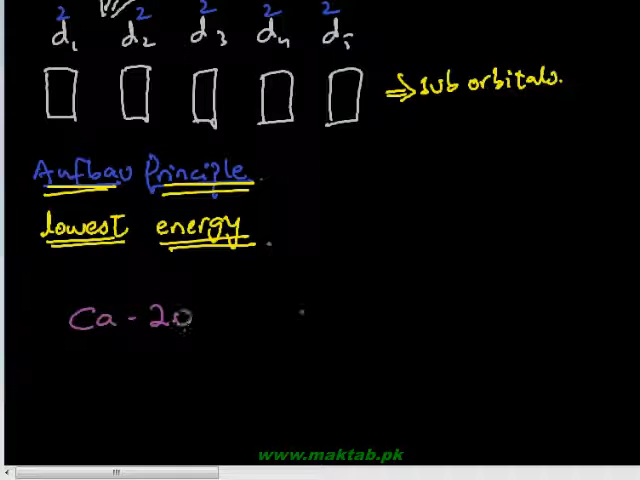 2 2 2 2 2
d1 d2 d3 d4 d5
⇒ sub orbitals.
Aufbau Principle.
lowest energy.
Ca - 20
www.maktab.pk